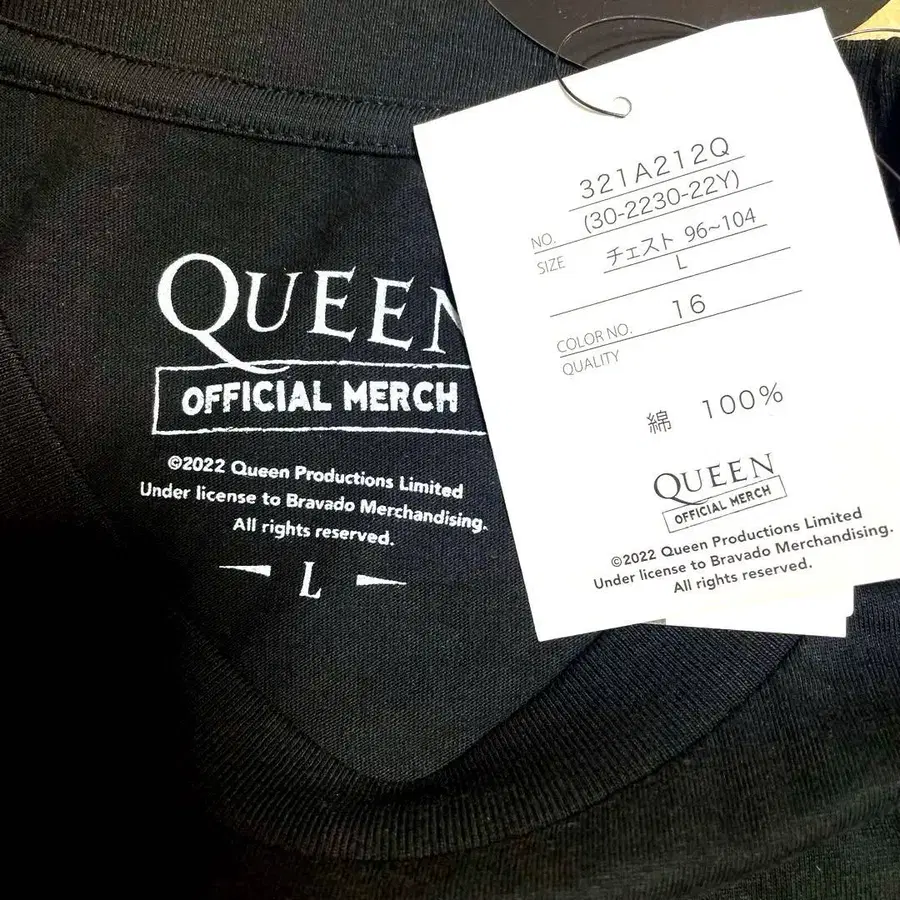 QUEEN
OFFICIAL MERCH
©2022 Queen Productions Limited
Under license to Bravado Merchandising.
All rights reserved.
L
321A212Q
NO. (30-2230-22Y)
SIZE チェスト 96~104
L
COLOR NO. 16
QUALITY
綿 100%
QUEEN
OFFICIAL MERCH
©2022 Queen Productions Limited
Under license to Bravado Merchandising.
All rights reserved.